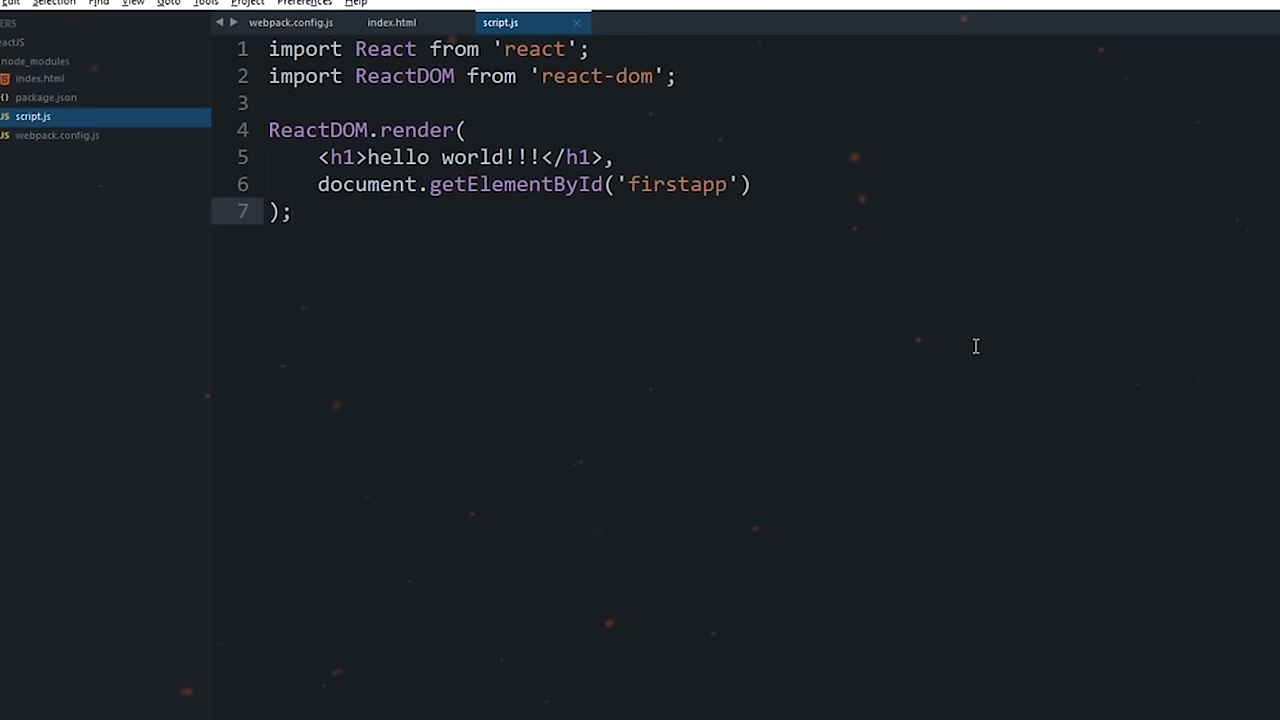 Edit Selection Find View Goto Tools Project Preferences Help
webpack.config.js index.html script.js ×
node_modules
index.html
{} package.json
JS script.js
JS webpack.config.js
1 import React from 'react';
2 import ReactDOM from 'react-dom';
3
4 ReactDOM.render(
5 <h1>hello world!!!</h1>,
6 document.getElementById('firstapp')
7 );